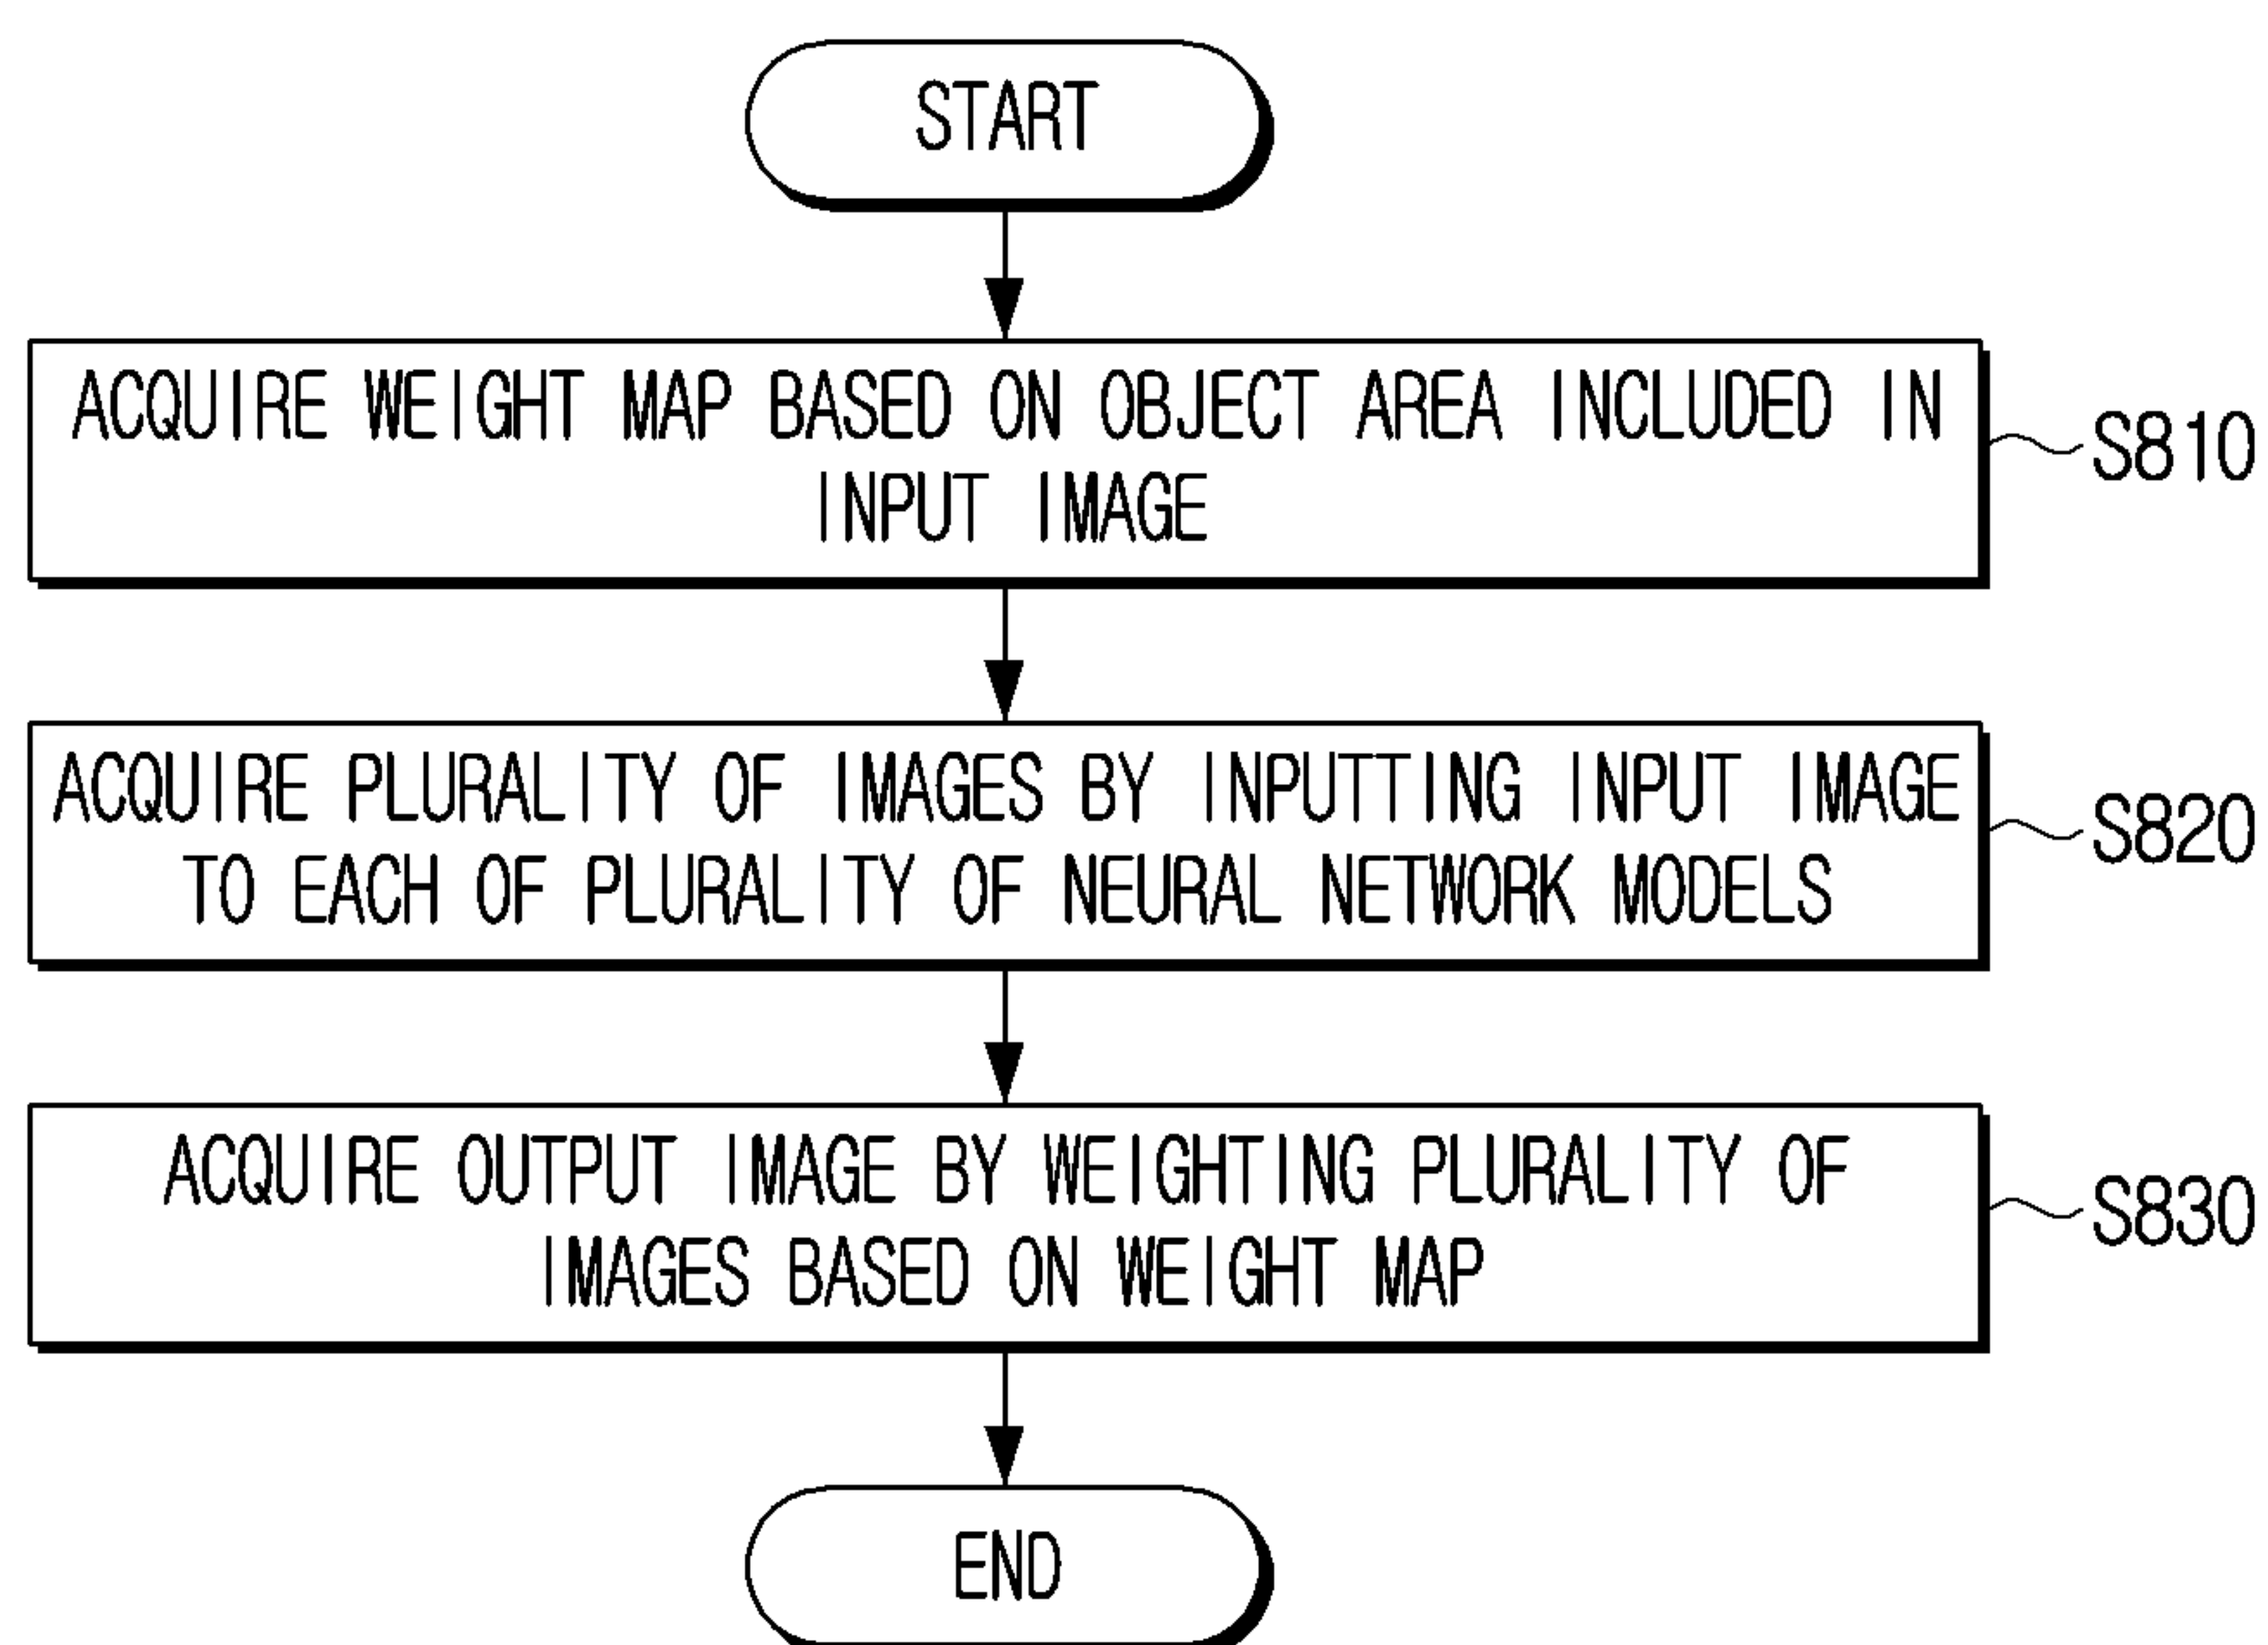 START
ACQUIRE WEIGHT MAP BASED ON OBJECT AREA INCLUDED IN
INPUT IMAGE
S810
ACQUIRE PLURALITY OF IMAGES BY INPUTTING INPUT IMAGE
TO EACH OF PLURALITY OF NEURAL NETWORK MODELS
S820
ACQUIRE OUTPUT IMAGE BY WEIGHTING PLURALITY OF
IMAGES BASED ON WEIGHT MAP
S830
END